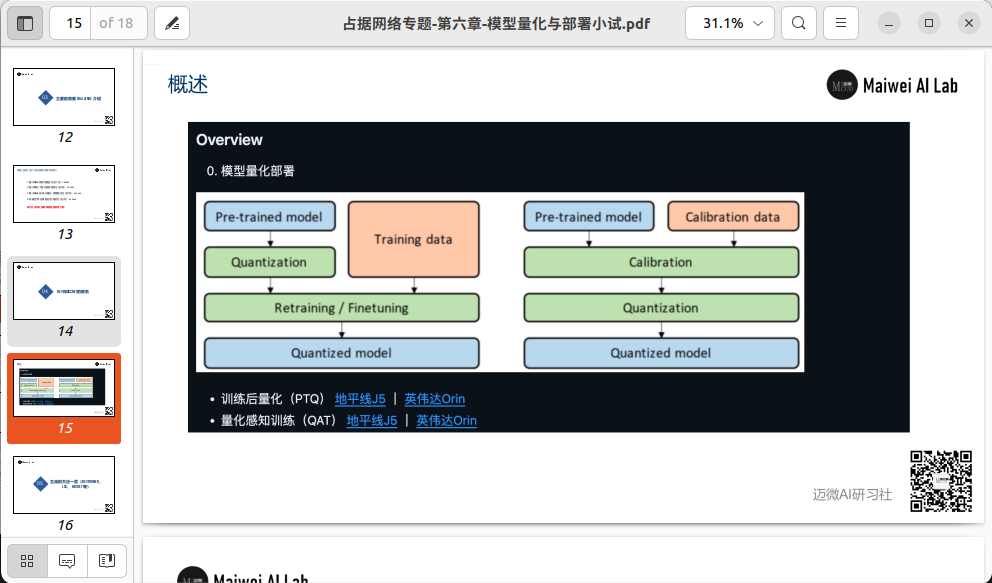 15 of 18
占据网络专题-第六章-模型量化与部署小试.pdf
31.1%
12
13
14
15
16
概述
Maiwei AI Lab
Overview
0. 模型量化部署
Pre-trained model
Training data
Quantization
Retraining / Finetuning
Quantized model
Pre-trained model
Calibration data
Calibration
Quantization
Quantized model
• 训练后量化（PTQ） 地平线J5 | 英伟达Orin
• 量化感知训练（QAT） 地平线J5 | 英伟达Orin
迈微AI研习社
Maiwei AI Lab